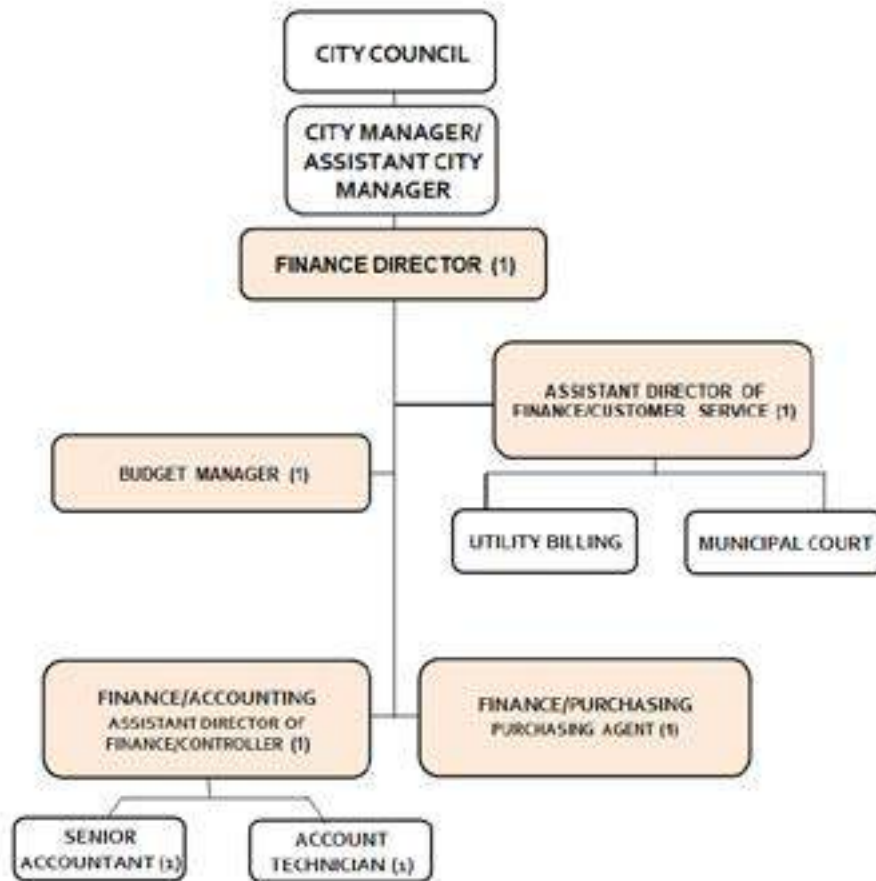 CITY COUNCIL
CITY MANAGER/
ASSISTANT CITY
MANAGER
FINANCE DIRECTOR (1)
ASSISTANT DIRECTOR OF
FINANCE/CUSTOMER SERVICE (1)
BUDGET MANAGER (1)
UTILITY BILLING
MUNICIPAL COURT
FINANCE/ACCOUNTING
ASSISTANT DIRECTOR OF
FINANCE/CONTROLLER (1)
FINANCE/PURCHASING
PURCHASING AGENT (1)
SENIOR
ACCOUNTANT (1)
ACCOUNT
TECHNICIAN (1)